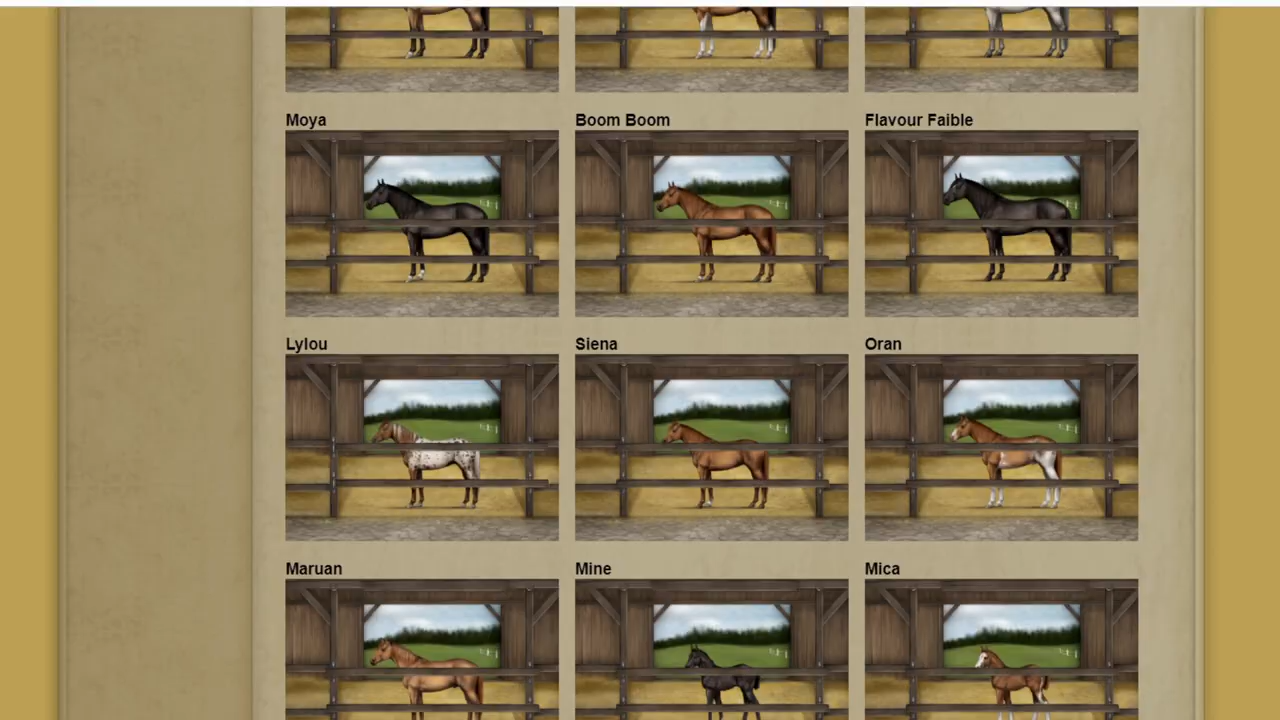 Moya
Boom Boom
Flavour Faible
Lylou
Siena
Oran
Maruan
Mine
Mica